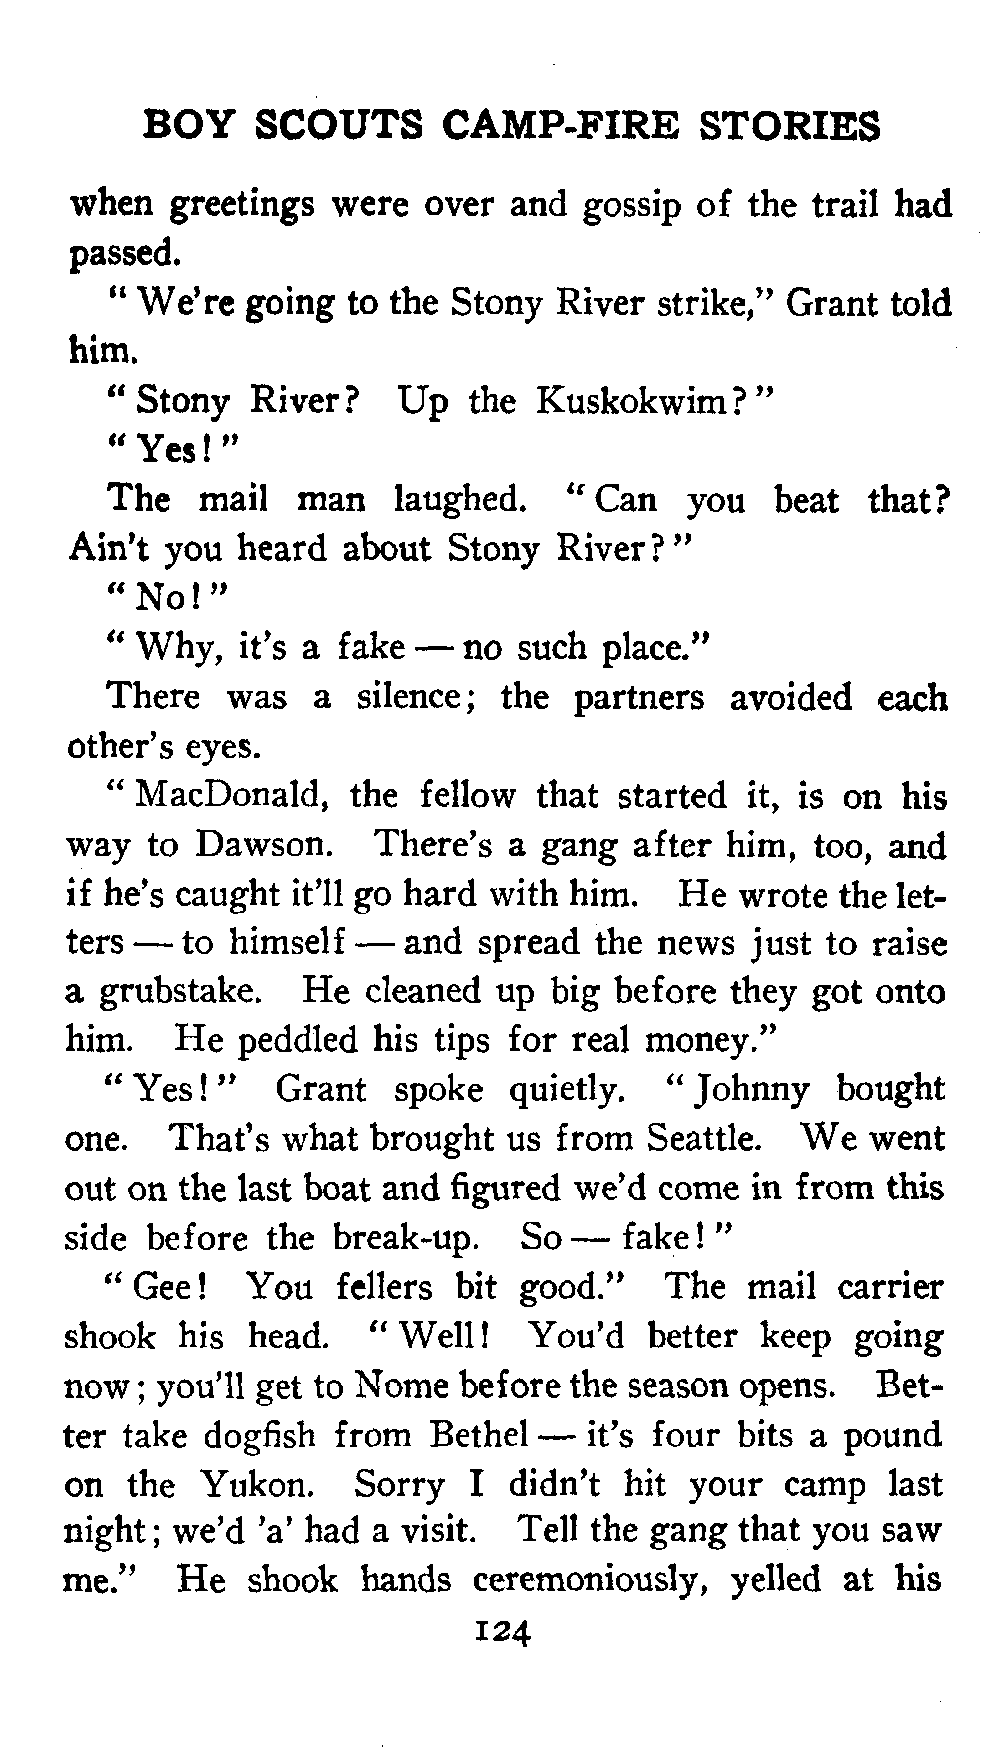 BOY SCOUTS CAMP-FIRE STORIES
when greetings were over and gossip of the trail had
passed.
" We're going to the Stony River strike," Grant told
him.
" Stony River? Up the Kuskokwim? "
" Yes! "
The mail man laughed. " Can you beat that?
Ain't you heard about Stony River? "
" No! "
" Why, it's a fake — no such place."
There was a silence; the partners avoided each
other's eyes.
" MacDonald, the fellow that started it, is on his
way to Dawson. There's a gang after him, too, and
if he's caught it'll go hard with him. He wrote the let-
ters — to himself — and spread the news just to raise
a grubstake. He cleaned up big before they got onto
him. He peddled his tips for real money."
" Yes! " Grant spoke quietly. " Johnny bought
one. That's what brought us from Seattle. We went
out on the last boat and figured we'd come in from this
side before the break-up. So — fake! "
" Gee! You fellers bit good." The mail carrier
shook his head. " Well! You'd better keep going
now; you'll get to Nome before the season opens. Bet-
ter take dogfish from Bethel — it's four bits a pound
on the Yukon. Sorry I didn't hit your camp last
night; we'd 'a' had a visit. Tell the gang that you saw
me." He shook hands ceremoniously, yelled at his
124